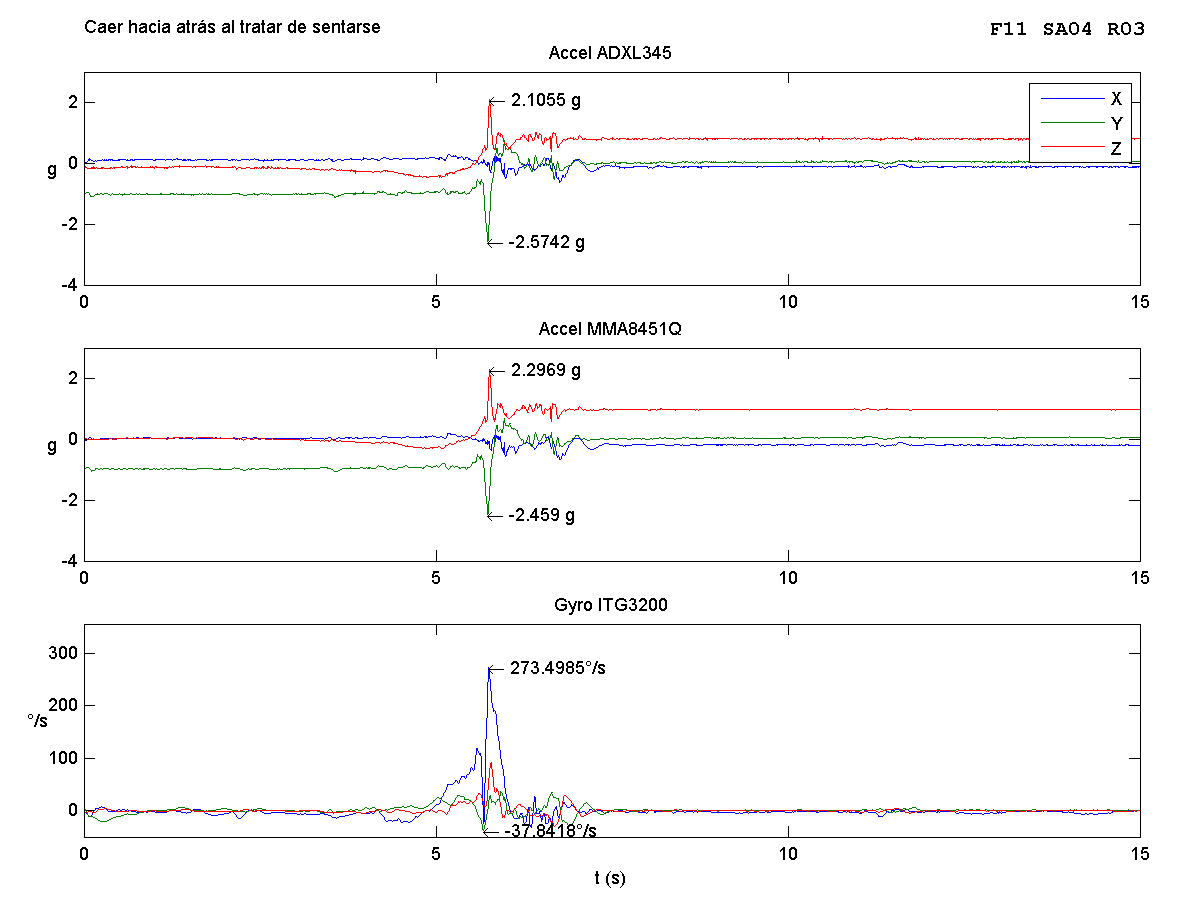 Caer hacia atrás al tratar de sentarse F11 SA04 R03
Accel ADXL345
2.1055 g
X
Y
Z
2
0
-2
-4
g
-2.5742 g
0 5 10 15
Accel MMA8451Q
2.2969 g
2
0
-2
-4
g
-2.459 g
0 5 10 15
Gyro ITG3200
300
200
100
0
°/s
273.4985°/s
-37.8418°/s
0 5 10 15
t (s)